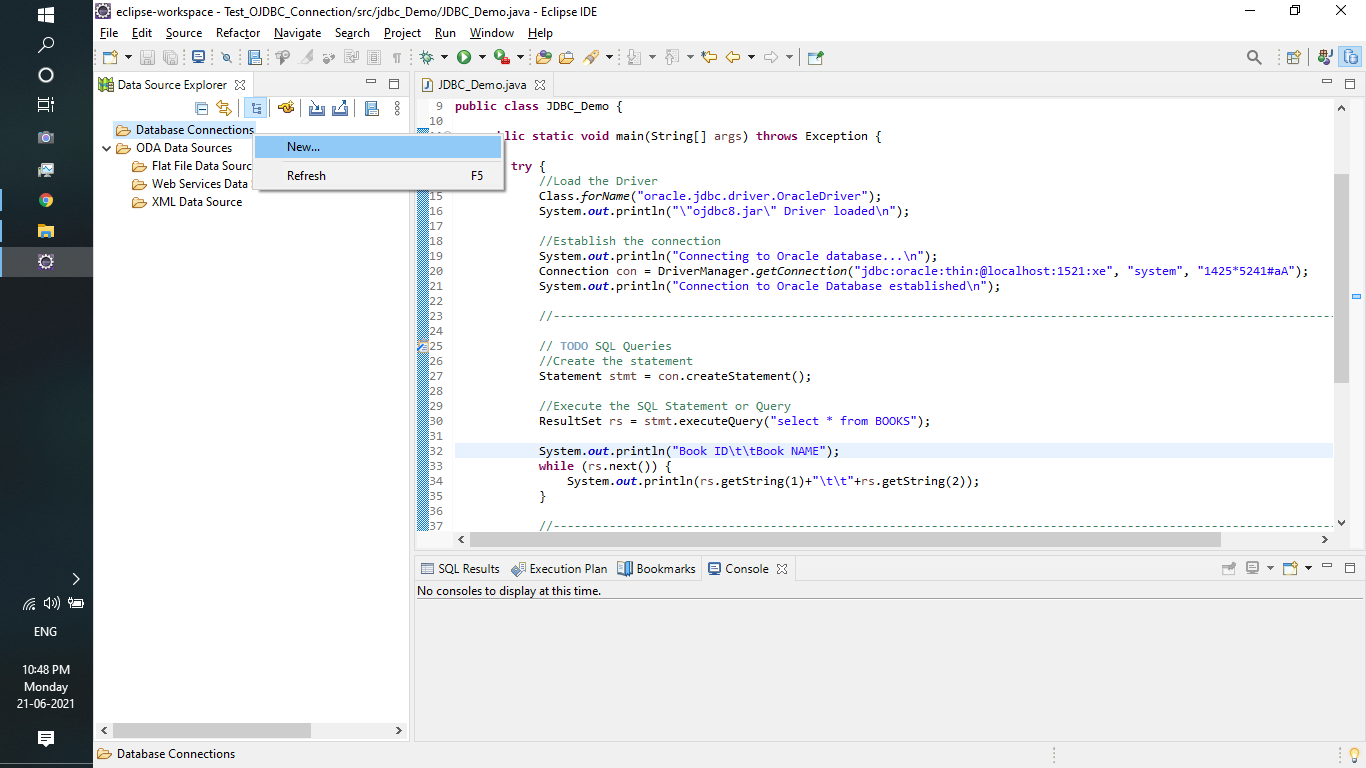 eclipse-workspace - Test_OJDBC_Connection/src/jdbc_Demo/JDBC_Demo.java - Eclipse IDE
File Edit Source Refactor Navigate Search Project Run Window Help
Data Source Explorer
Database Connections
ODA Data Sources
Flat File Data Sourc
Web Services Data
XML Data Source
New...
Refresh F5
JDBC_Demo.java
9 public class JDBC_Demo {
10
lic static void main(String[] args) throws Exception {
try {
//Load the Driver
15 Class.forName("oracle.jdbc.driver.OracleDriver");
16 System.out.println("\"ojdbc8.jar\" Driver loaded\n");
17
18 //Establish the connection
19 System.out.println("Connecting to Oracle database...\n");
20 Connection con = DriverManager.getConnection("jdbc:oracle:thin:@localhost:1521:xe", "system", "1425*5241#aA");
21 System.out.println("Connection to Oracle Database established\n");
22
23 //----------------------------------------------------------------------------------------------------------------
24
25 // TODO SQL Queries
26 //Create the statement
27 Statement stmt = con.createStatement();
28
29 //Execute the SQL Statement or Query
30 ResultSet rs = stmt.executeQuery("select * from BOOKS");
31
32 System.out.println("Book ID\t\tBook NAME");
33 while (rs.next()) {
34 System.out.println(rs.getString(1)+"\t\t"+rs.getString(2));
35 }
36
37 //----------------------------------------------------------------------------------------------------------------
SQL Results Execution Plan Bookmarks Console
No consoles to display at this time.
ENG
10:48 PM
Monday
21-06-2021
Database Connections